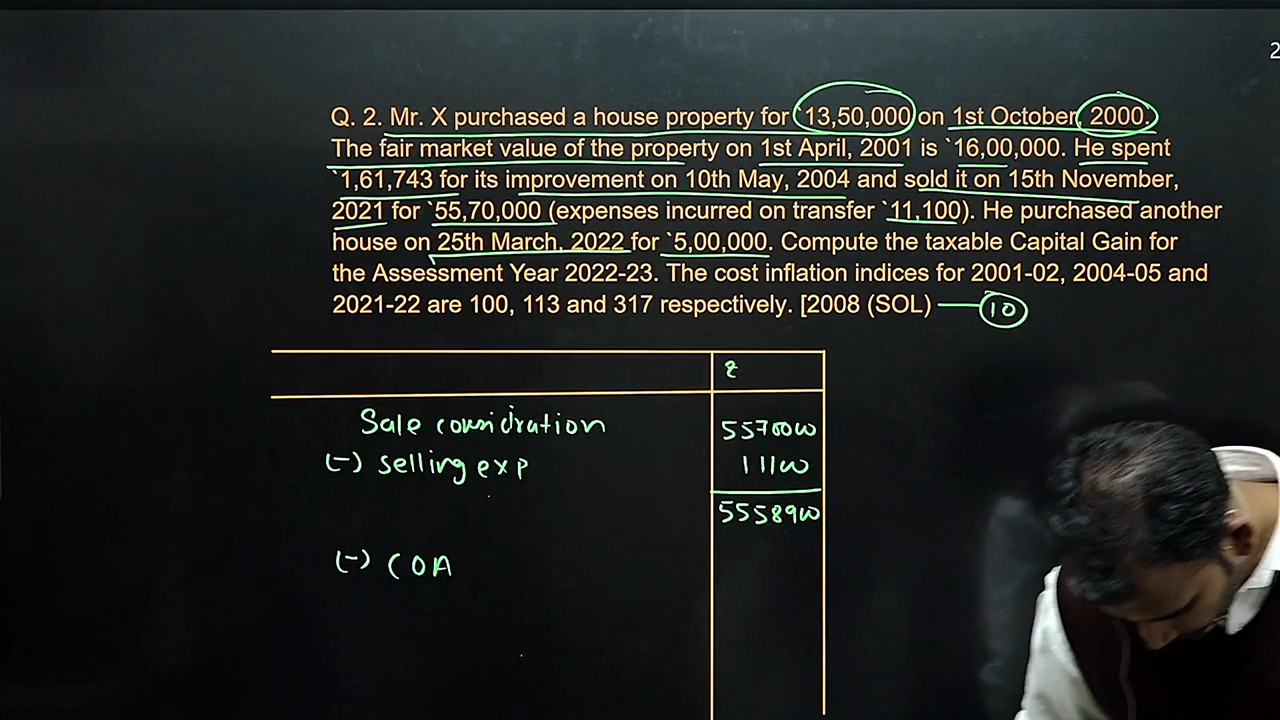 2
Q. 2. Mr. X purchased a house property for `13,50,000 on 1st October, 2000.
The fair market value of the property on 1st April, 2001 is `16,00,000. He spent
`1,61,743 for its improvement on 10th May, 2004 and sold it on 15th November,
2021 for `55,70,000 (expenses incurred on transfer `11,100). He purchased another
house on 25th March, 2022 for `5,00,000. Compute the taxable Capital Gain for
the Assessment Year 2022-23. The cost inflation indices for 2001-02, 2004-05 and
2021-22 are 100, 113 and 317 respectively. [2008 (SOL) — 10
₹
Sale considration 5570000
(-) selling exp 11100
5558900
(-) COA